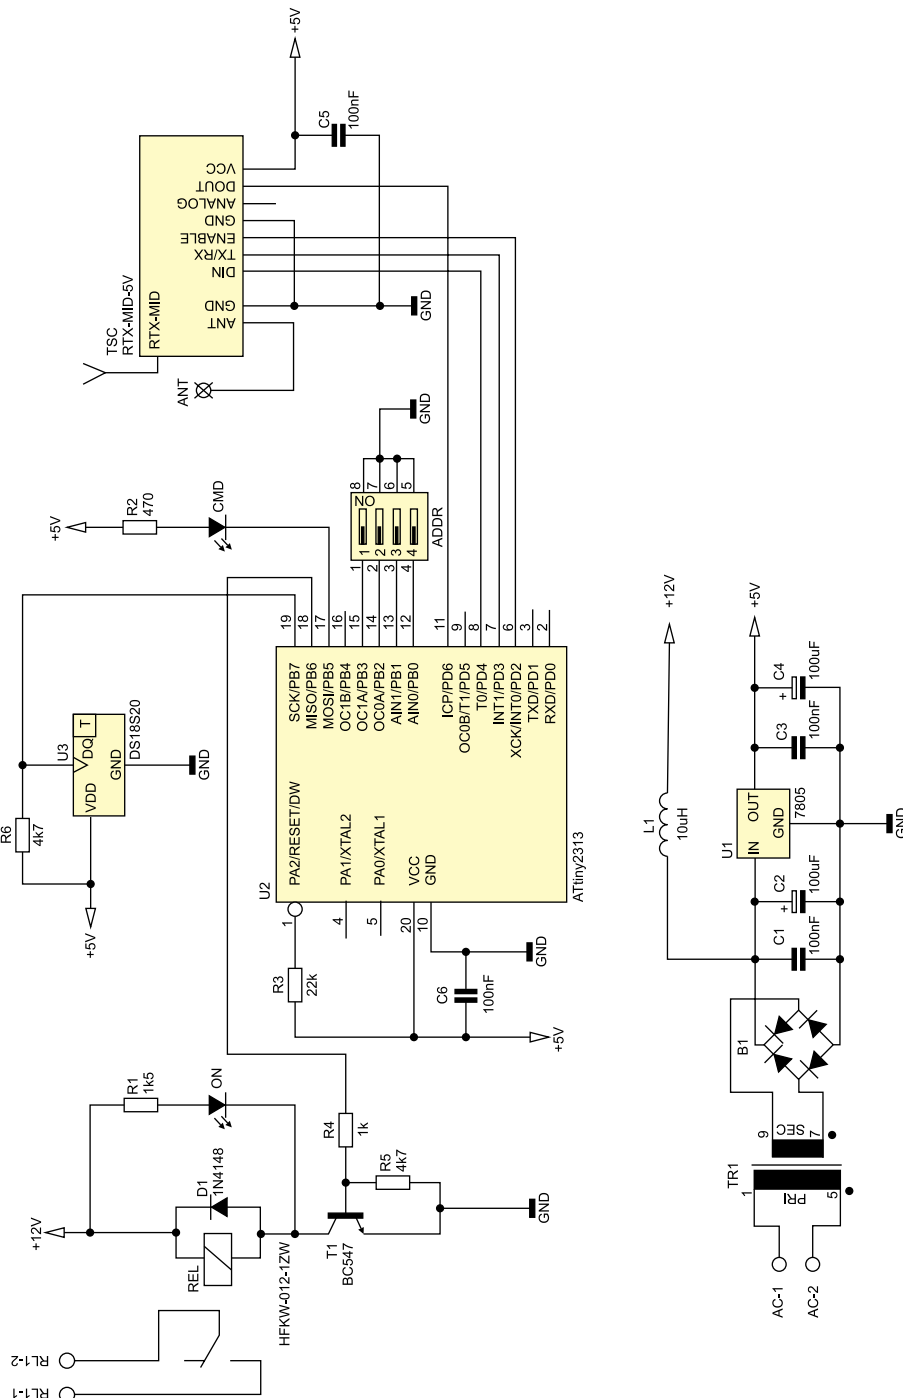 +5V
C5
100nF
VCC
DOUT
ANALOG
GND
ENABLE
TX/RX
DIN
GND
ANT
RTX-MID
TSC
RTX-MID-5V
ANT
GND
+5V
R2
470
CMD
GND
8
7
6
5
ON
1
2
3
4
ADDR
1
2
3
4
+5V
R6
4k7
U3
DQ
T
VDD
GND
DS18S20
GND
U2
PA2/RESET/DW
PA1/XTAL2
PA0/XTAL1
VCC
GND
1
4
5
20
10
SCK/PB7
MISO/PB6
MOSI/PB5
OC1B/PB4
OC1A/PB3
OC0A/PB2
AIN1/PB1
AIN0/PB0
ICP/PD6
OC0B/T1/PD5
T0/PD4
INT1/PD3
XCK/INT0/PD2
TXD/PD1
RXD/PD0
19
18
17
16
15
14
13
12
11
9
8
7
6
3
2
ATtiny2313
R3
22k
C6
100nF
GND
+5V
+12V
R1
1k5
ON
D1
1N4148
REL
HFKW-012-1ZW
R4
1k
R5
4k7
T1
BC547
GND
RL1-2
RL1-1
+12V
+5V
L1
10uH
U1
IN
OUT
GND
7805
C4
+
100uF
C3
100nF
C2
+
100uF
C1
100nF
GND
B1
TR1
SEC
PRI
9
7
1
5
AC-1
AC-2